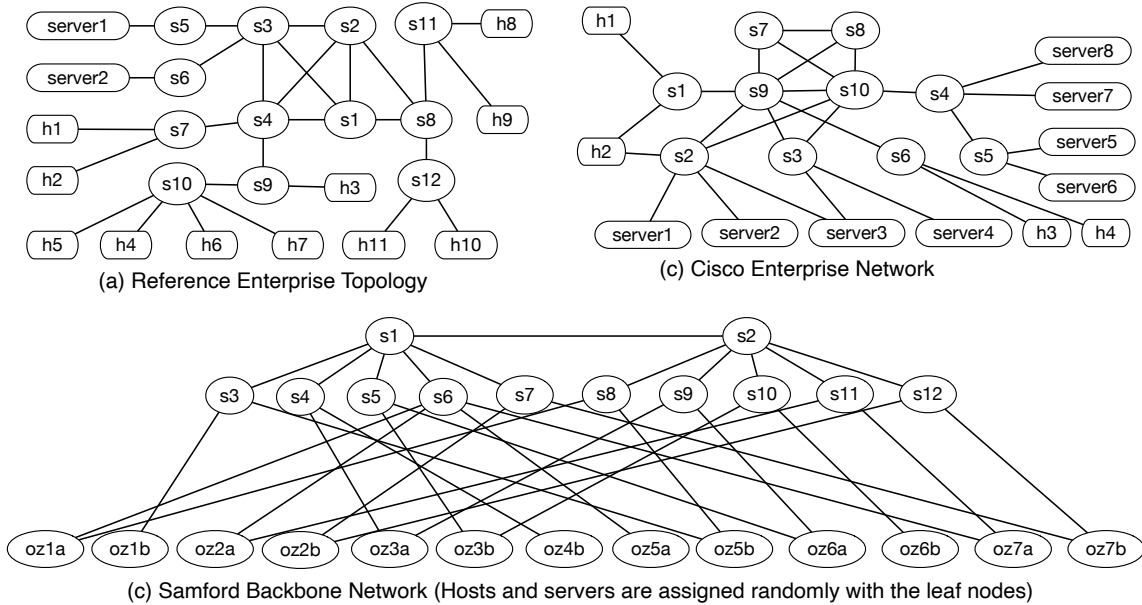 server1 s5 s3 s2 s11 h8
server2 s6
h1 s7 s4 s1 s8 h9
h2
s10 s9 h3 s12
h5 h4 h6 h7 h11 h10
(a) Reference Enterprise Topology
h1 s7 s8
server8
s1 s9 s10 s4 server7
h2 s2 s3 s6 s5 server5
server6
server1 server2 server3 server4 h3 h4
(c) Cisco Enterprise Network
s1 s2
s3 s4 s5 s6 s7 s8 s9 s10 s11 s12
oz1a oz1b oz2a oz2b oz3a oz3b oz4b oz5a oz5b oz6a oz6b oz7a oz7b
(c) Samford Backbone Network (Hosts and servers are assigned randomly with the leaf nodes)